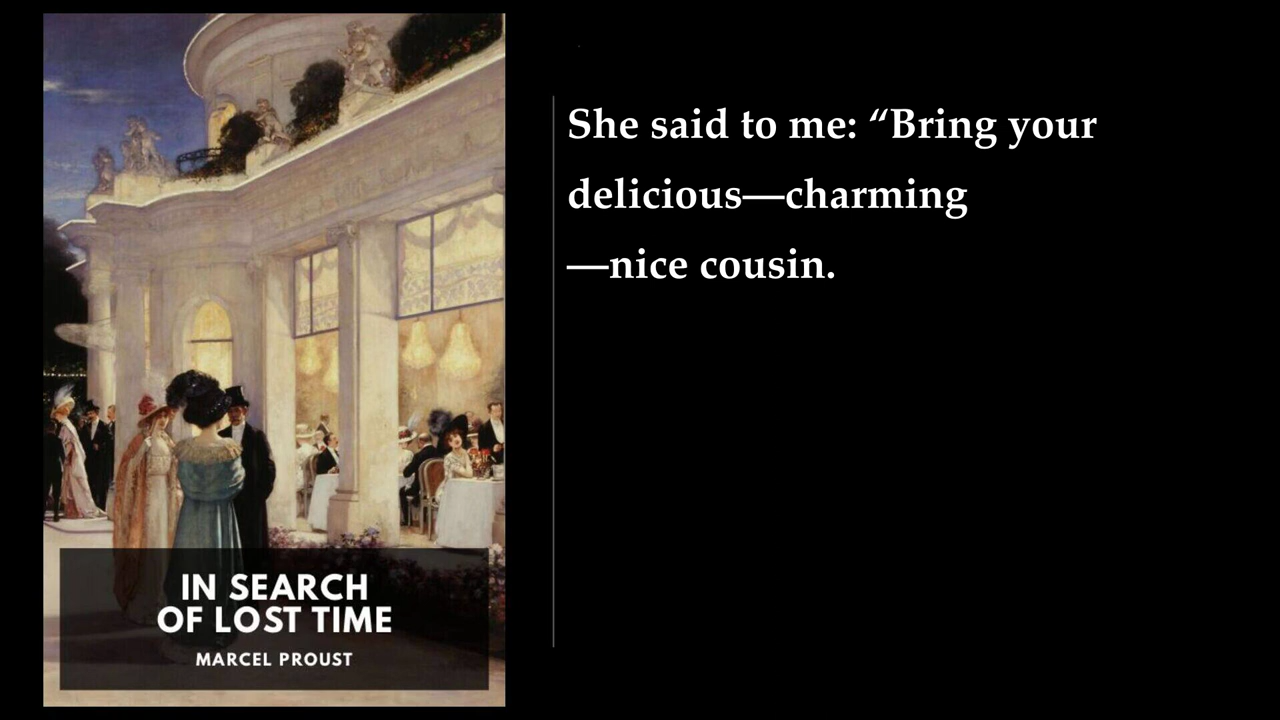 She said to me: “Bring your
delicious—charming
—nice cousin.
IN SEARCH
OF LOST TIME
MARCEL PROUST